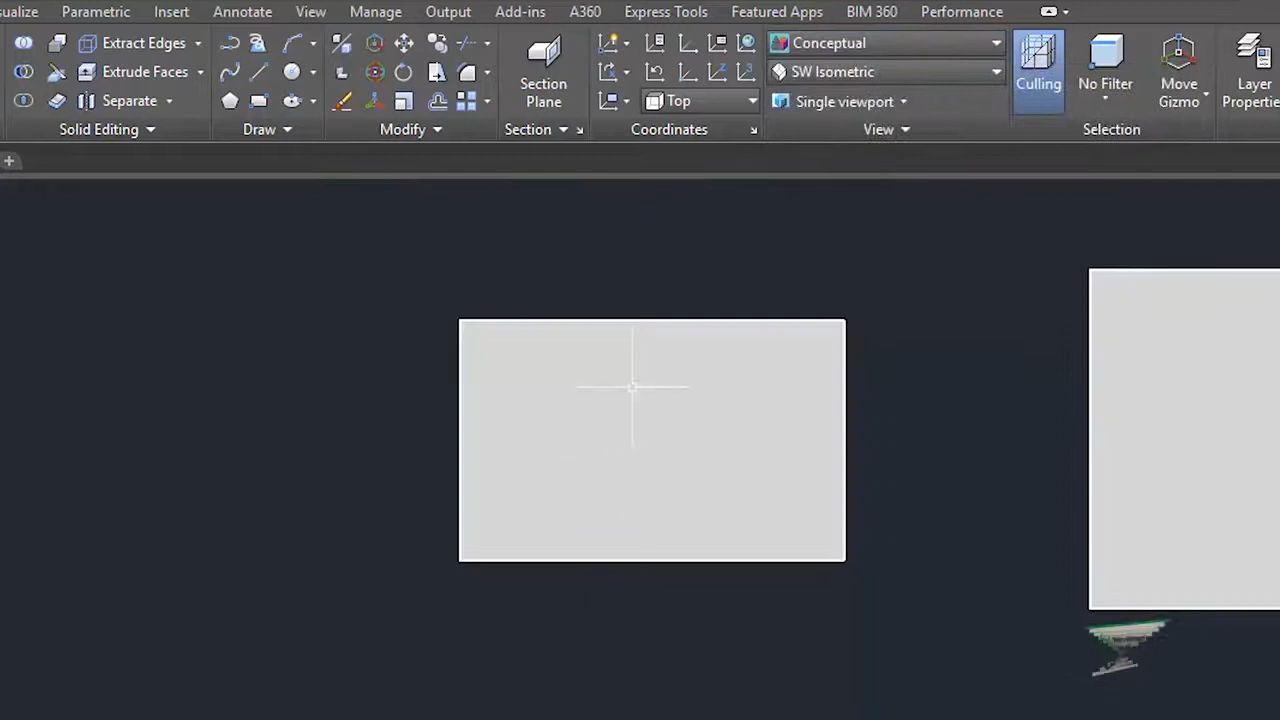 sualize Parametric Insert Annotate View Manage Output Add-ins A360 Express Tools Featured Apps BIM 360 Performance
Extract Edges Conceptual
Extrude Faces SW Isometric
Section Plane Culling No Filter Move Gizmo Layer Propertie
Separate Top Single viewport
Solid Editing Draw Modify Section Coordinates View Selection